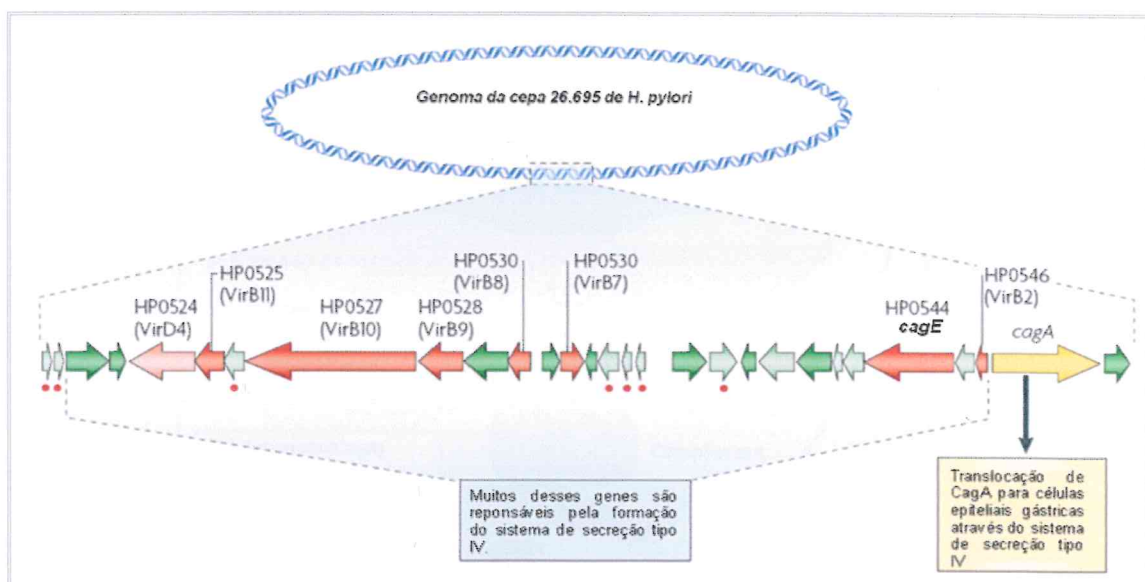 Genoma da cepa 26.695 de H. pylori
HP0524
(VirD4)
HP0525
(VirB11)
HP0527
(VirB10)
HP0528
(VirB9)
HP0530
(VirB8)
HP0530
(VirB7)
HP0544
cagE
HP0546
(VirB2)
cagA
Muitos desses genes são
reponsáveis pela formação
do sistema de secreção tipo
IV.
Translocação de
CagA para células
epiteliais gástricas
através do sistema
de secreção tipo
IV